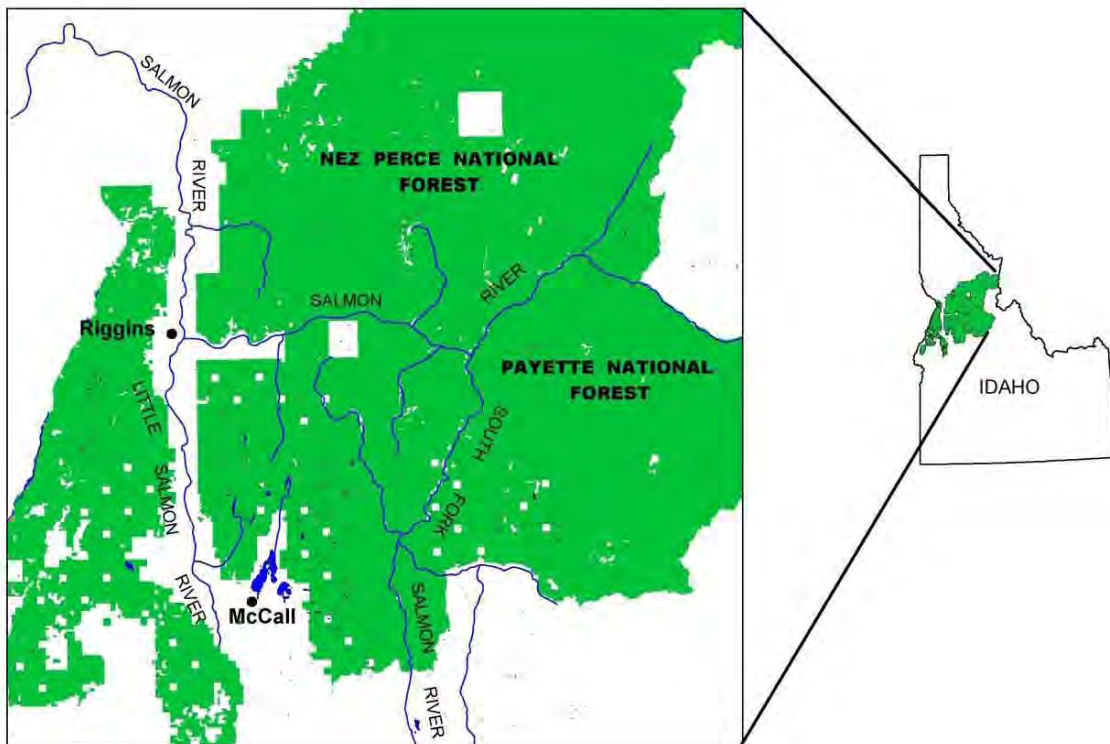 SALMON
RIVER
NEZ PERCE NATIONAL
FOREST
SALMON
RIVER
Riggins
PAYETTE NATIONAL
FOREST
LITTLE
SALMON
RIVER
SOUTH
FORK
SALMON
RIVER
McCall
IDAHO